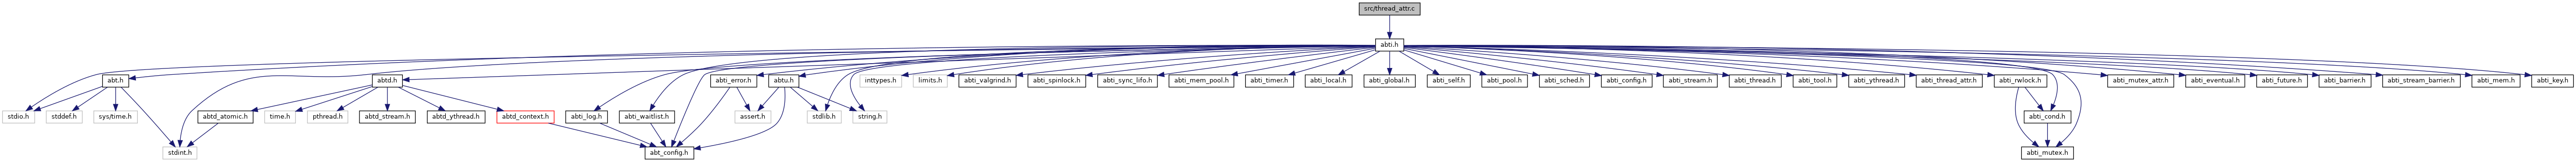 src/thread_attr.c
abti.h
abt.h
abtd.h
abti_error.h
abtu.h
inttypes.h
limits.h
abti_valgrind.h
abti_spinlock.h
abti_sync_lifo.h
abti_mem_pool.h
abti_timer.h
abti_local.h
abti_global.h
abti_self.h
abti_pool.h
abti_sched.h
abti_config.h
abti_stream.h
abti_thread.h
abti_tool.h
abti_ythread.h
abti_thread_attr.h
abti_rwlock.h
abti_mutex_attr.h
abti_eventual.h
abti_future.h
abti_barrier.h
abti_stream_barrier.h
abti_mem.h
abti_key.h
stdio.h
stddef.h
sys/time.h
abtd_atomic.h
time.h
pthread.h
abtd_stream.h
abtd_ythread.h
abtd_context.h
abti_log.h
abti_waitlist.h
assert.h
stdlib.h
string.h
abti_cond.h
stdint.h
abt_config.h
abti_mutex.h